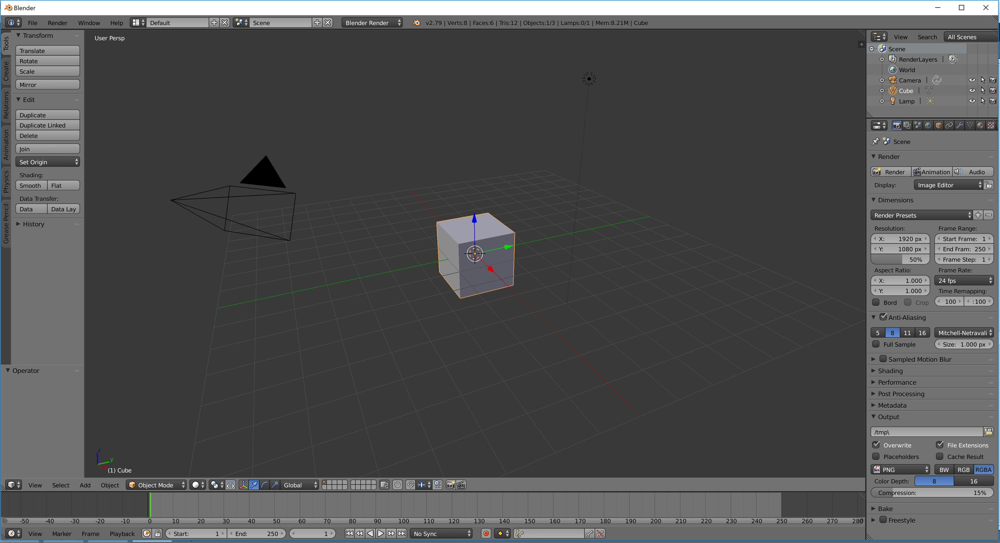 Blender
File Render Window Help Default Scene Blender Render v2.79 | Verts:8 | Faces:6 | Tris:12 | Objects:1/3 | Lamps:0/1 | Mem:8.21M | Cube
Tools
Create
Relations
Animation
Physics
Grease Pencil
Transform
Translate
Rotate
Scale
Mirror
Edit
Duplicate
Duplicate Linked
Delete
Join
Set Origin
Shading:
Smooth Flat
Data Transfer:
Data Data Lay
History
Operator
User Persp
z
y
x
(1) Cube
View Select Add Object Object Mode Global
-50 -40 -30 -20 -10 0 10 20 30 40 50 60 70 80 90 100 110 120 130 140 150 160 170 180 190 200 210 220 230 240 250 260 270 280
View Marker Frame Playback Start: 1 End: 250 1 No Sync
View Search All Scenes
Scene
RenderLayers |
World
Camera |
Cube |
Lamp |
Scene
Render
Render Animation Audio
Display: Image Editor
Dimensions
Render Presets
Resolution: Frame Range:
X: 1920 px Start Frame: 1
Y: 1080 px End Fram: 250
50% Frame Step: 1
Aspect Ratio: Frame Rate:
X: 1.000 24 fps
Y: 1.000 Time Remapping:
Bord Crop 100 :100
Anti-Aliasing
5 8 11 16 Mitchell-Netravali
Full Sample Size: 1.000 px
Sampled Motion Blur
Shading
Performance
Post Processing
Metadata
Output
/tmp\
Overwrite File Extensions
Placeholders Cache Result
PNG BW RGB RGBA
Color Depth: 8 16
Compression: 15%
Bake
Freestyle